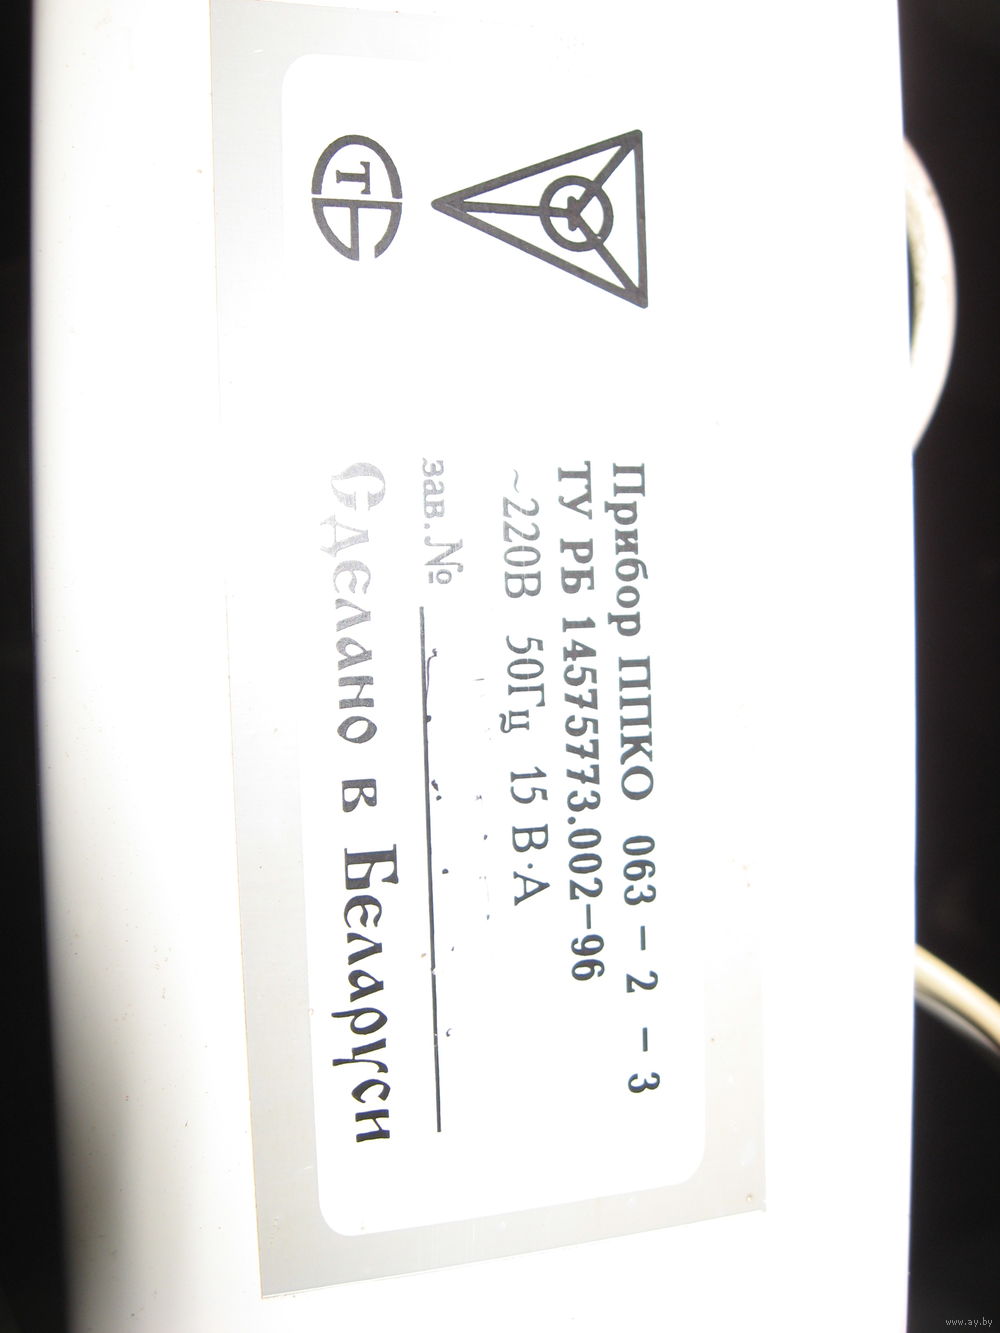 Прибор ППКО 063 - 2 - 3
ТУ РБ 14575773.002-96
~220В 50Гц 15 В·А
зав.№
Сделано в Беларуси
ТБ
www.ay.by